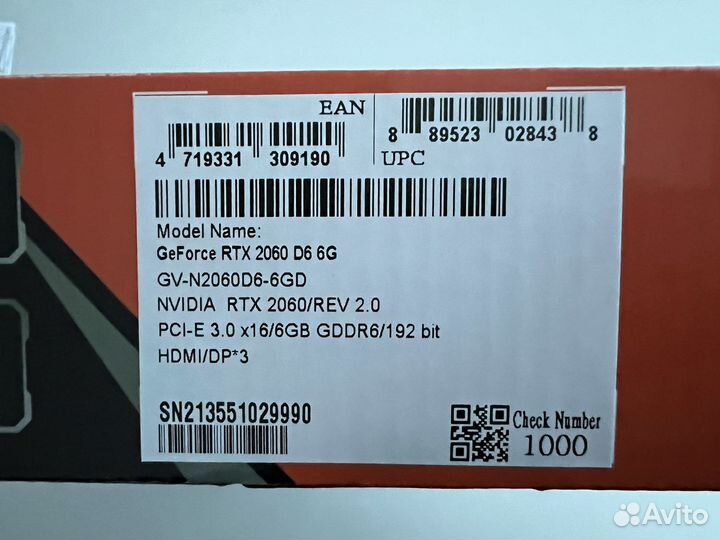 EAN
4 719331 309190
8 89523 02843 8
UPC
Model Name:
GeForce RTX 2060 D6 6G
GV-N2060D6-6GD
NVIDIA RTX 2060/REV 2.0
PCI-E 3.0 x16/6GB GDDR6/192 bit
HDMI/DP*3
SN213551029990
Check Number
1000
Avito